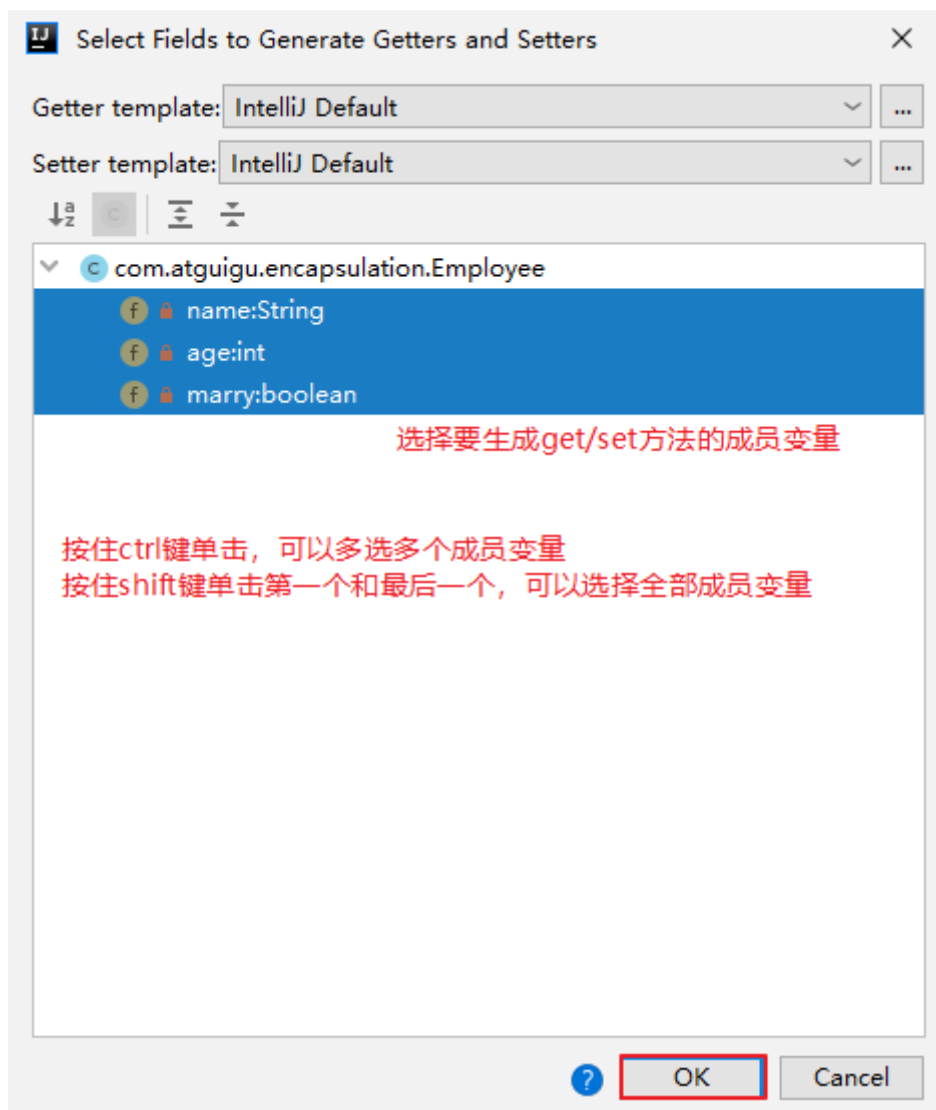 Select Fields to Generate Getters and Setters
Getter template: IntelliJ Default
Setter template: IntelliJ Default
com.atguigu.encapsulation.Employee
name:String
age:int
marry:boolean
选择要生成get/set方法的成员变量
按住ctrl键单击，可以多选多个成员变量
按住shift键单击第一个和最后一个，可以选择全部成员变量
OK Cancel